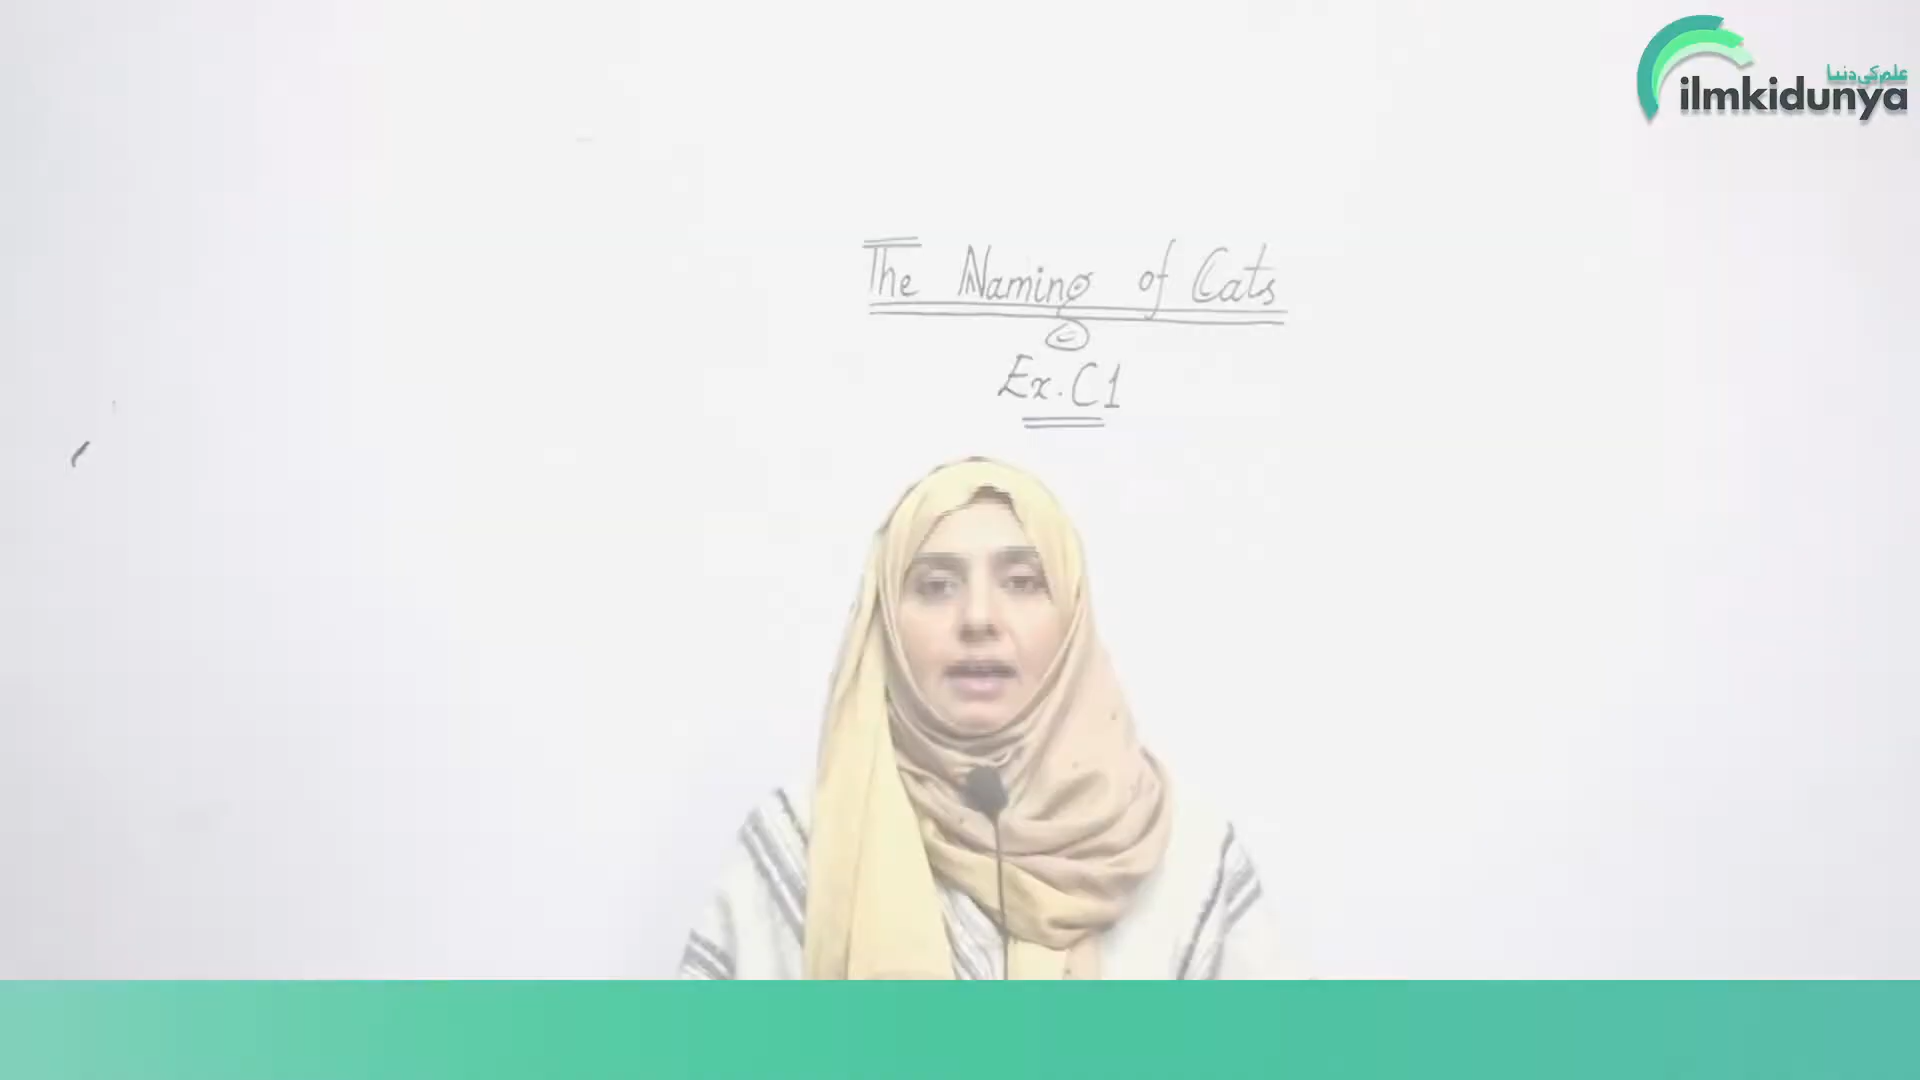 علم کی دنیا
ilmkidunya
The Naming of Cats
Ex. C1